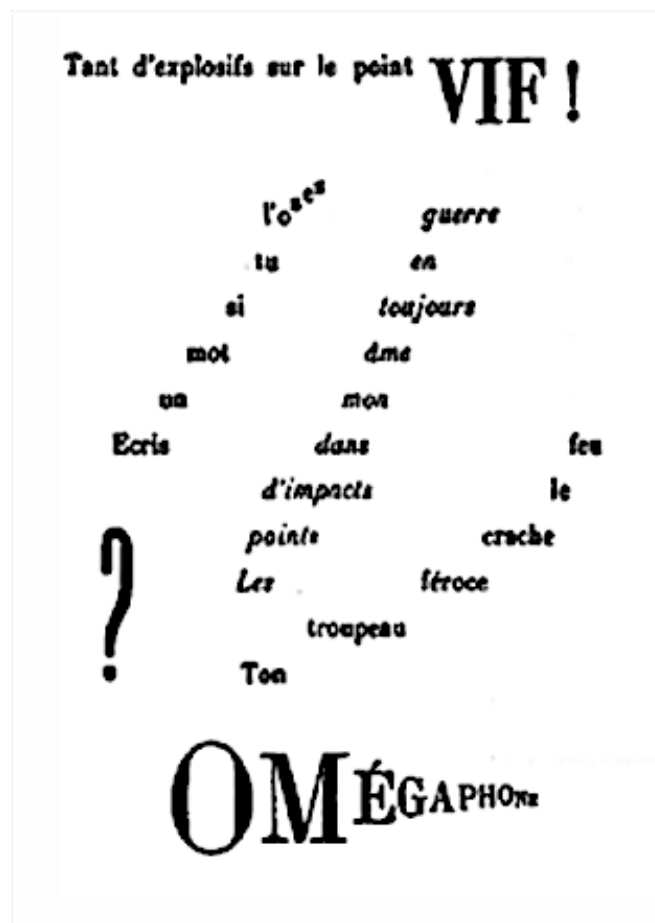 Tant d'explosifs sur le point VIF !
Ecris un mot si tu l'oses
?
Les points d'impacts dans mon âme toujours en guerre
Ton troupeau féroce crache le feu
OMÉGAPHONE